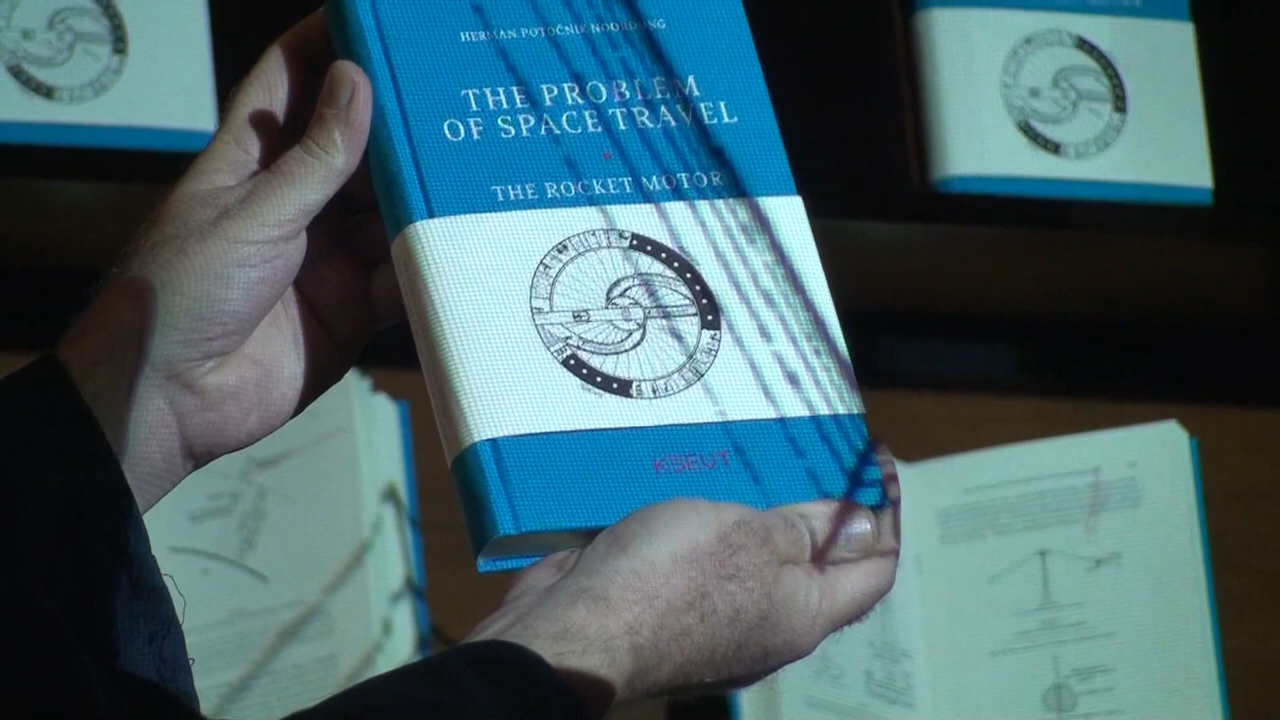 HERMAN POTOČNIK NOORDUNG
THE PROBLEM
OF SPACE TRAVEL
THE ROCKET MOTOR
KSEVT